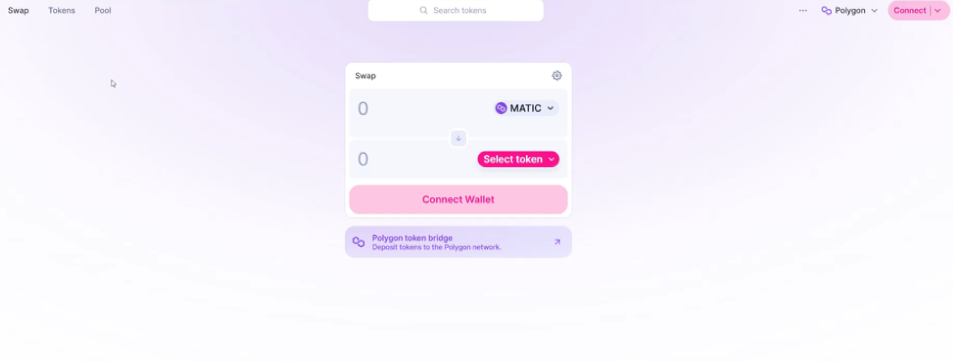 Swap Tokens Pool
Search tokens
... Polygon
Connect
Swap
0 MATIC
0 Select token
Connect Wallet
Polygon token bridge
Deposit tokens to the Polygon network.